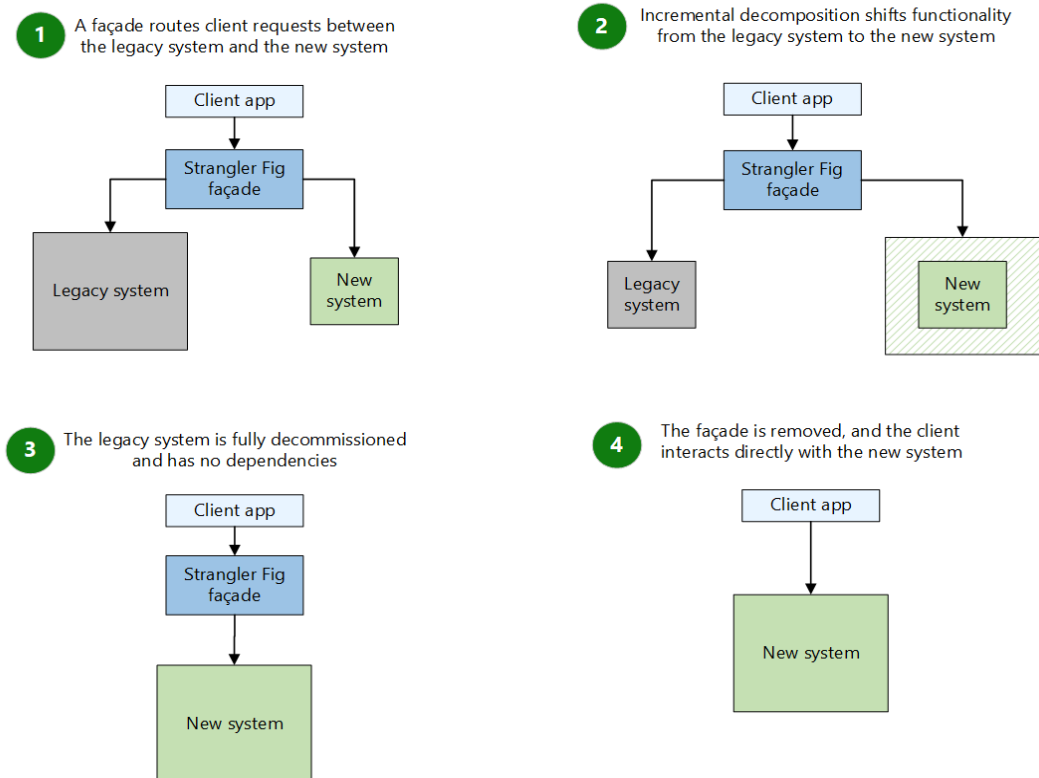 1
A façade routes client requests between
the legacy system and the new system
Client app
Strangler Fig
façade
Legacy system
New
system
2
Incremental decomposition shifts functionality
from the legacy system to the new system
Client app
Strangler Fig
façade
Legacy
system
New
system
3
The legacy system is fully decommissioned
and has no dependencies
Client app
Strangler Fig
façade
New system
4
The façade is removed, and the client
interacts directly with the new system
Client app
New system